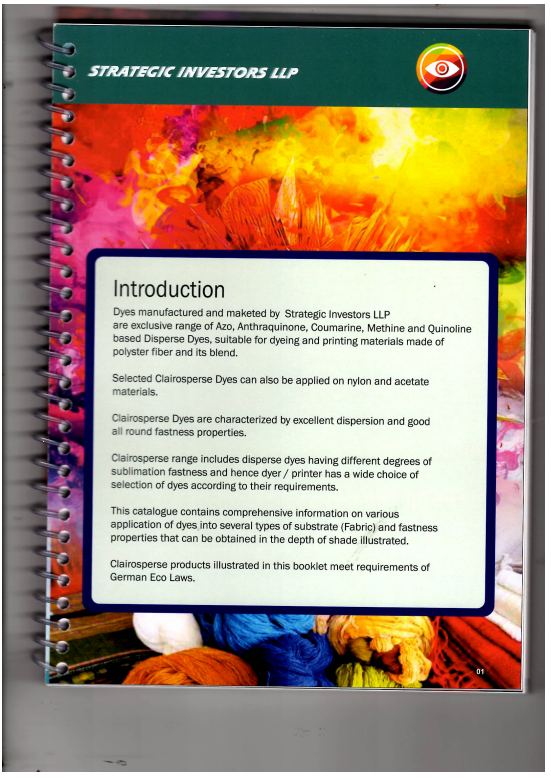 STRATEGIC INVESTORS LLP
Introduction
Dyes manufactured and maketed by Strategic Investors LLP
are exclusive range of Azo, Anthraquinone, Coumarine, Methine and Quinoline
based Disperse Dyes, suitable for dyeing and printing materials made of
polyster fiber and its blend.
Selected Clairosperse Dyes can also be applied on nylon and acetate
materials.
Clairosperse Dyes are characterized by excellent dispersion and good
all round fastness properties.
Clairosperse range includes disperse dyes having different degrees of
sublimation fastness and hence dyer / printer has a wide choice of
selection of dyes according to their requirements.
This catalogue contains comprehensive information on various
application of dyes into several types of substrate (Fabric) and fastness
properties that can be obtained in the depth of shade illustrated.
Clairosperse products illustrated in this booklet meet requirements of
German Eco Laws.
01